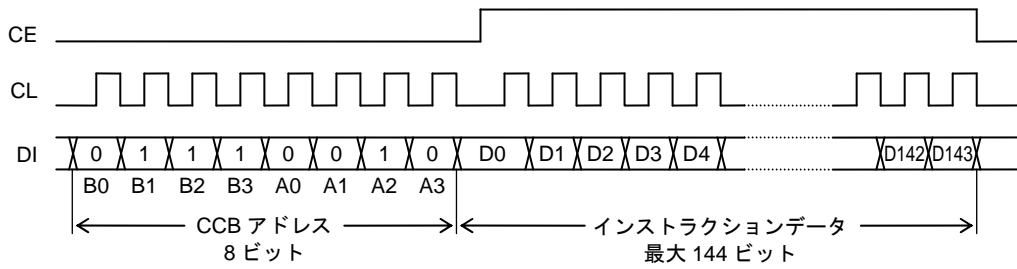 CE
CL
DI 0 1 1 1 0 0 1 0 D0 D1 D2 D3 D4 D142 D143
B0 B1 B2 B3 A0 A1 A2 A3
CCB アドレス インストラクションデータ
8 ビット 最大 144 ビット